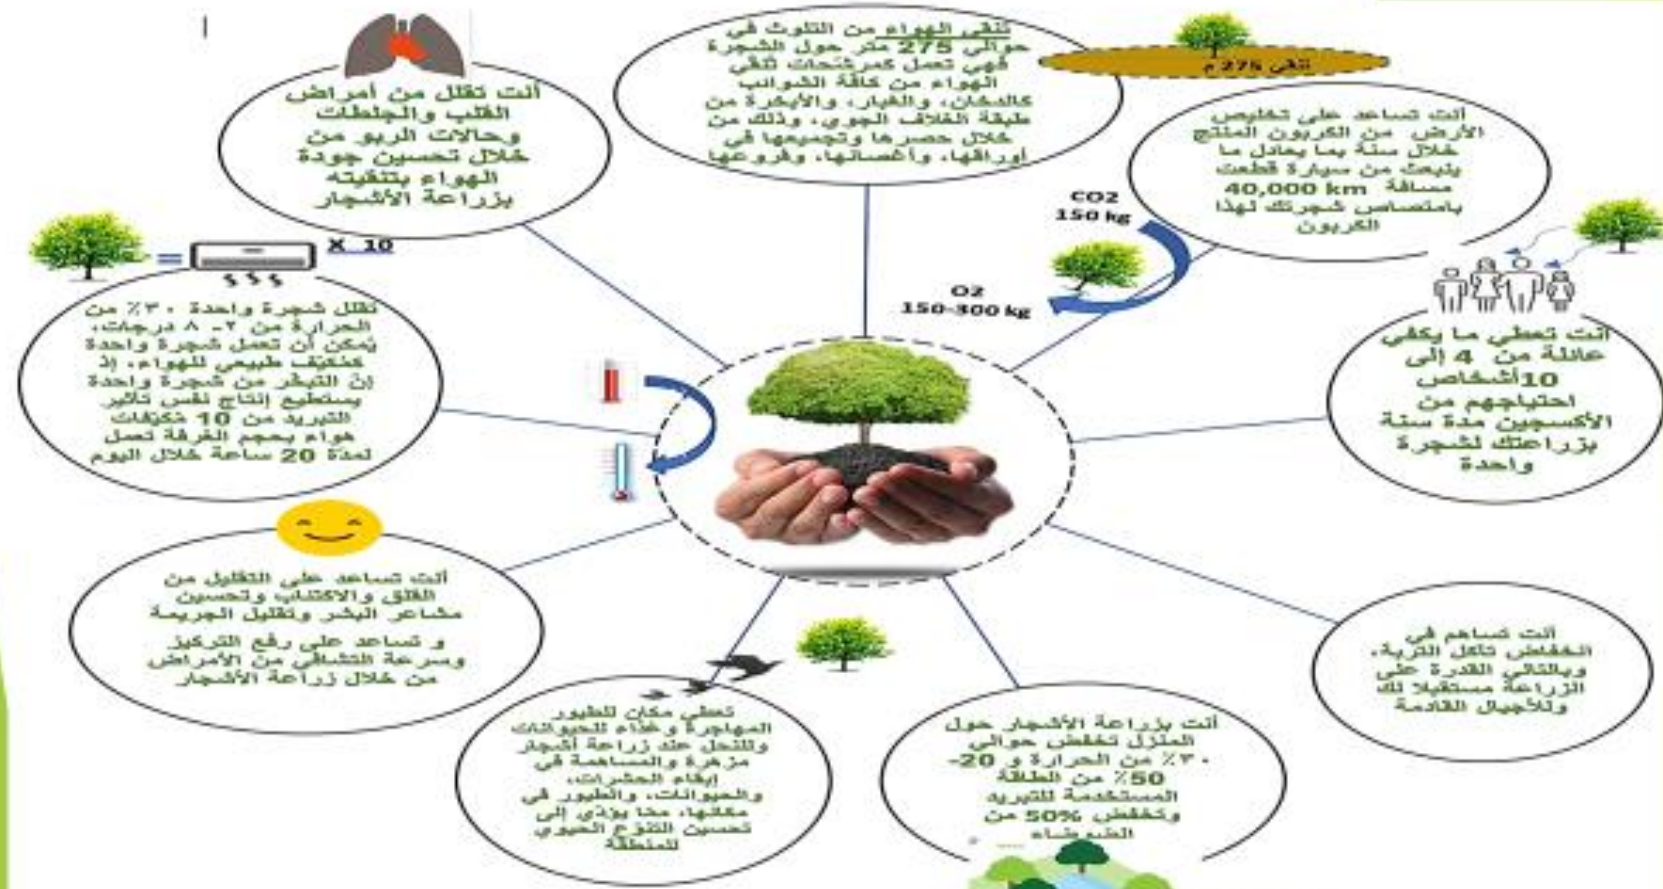 تنقي الهواء من التلوث في
حوالي 275 متر حول الشجرة
فهي تعمل كمرشحات تنقي
الهواء من كافة الشوائب
كالدخان، والغبار، والأبخرة من
طبقة الغلاف الجوي، وذلك من
خلال حصرها وتجميعها في
أوراقها، وأغصانها، وفروعها
تنقي 275 م
أنت تساعد على تخليص
الأرض من الكربون المنتج
خلال سنة بما يعادل ما
ينبعث من سيارة قطعت
مسافة 40,000 km
بامتصاص شجرتك لهذا
الكربون
CO2
150 kg
O2
150-300 kg
أنت تعطي ما يكفي
عائلة من 4 إلى
10أشخاص
احتياجهم من
الأكسجين مدة سنة
بزراعتك لشجرة
واحدة
أنت تساهم في
انخفاض تآكل التربة،
وبالتالي القدرة على
الزراعة مستقبلا لك
وللأجيال القادمة
أنت بزراعة الأشجار حول
المنزل تخفض حوالي
٣٠٪ من الحرارة و 20-
50٪ من الطاقة
المستخدمة للتبريد
وتخفض 50% من
الضوضاء
تعطي مكان للطيور
المهاجرة وغذاء للحيوانات
وللنحل عند زراعة أشجار
مزهرة والمساهمة في
إبقاء الحشرات،
والحيوانات، والطيور في
مكانها، مما يؤدي إلى
تحسين التنوع الحيوي
للمنطقة
أنت تساعد على التقليل من
القلق والاكتئاب وتحسين
مشاعر البشر وتقليل الجريمة
و تساعد على رفع التركيز
وسرعة التشافي من الأمراض
من خلال زراعة الأشجار
X 10
تقلل شجرة واحدة ٣٠٪ من
الحرارة من ٢- ٨ درجات،
يمكن أن تعمل شجرة واحدة
كمكيف طبيعي للهواء، إذ
إن التبخر من شجرة واحدة
يستطيع إنتاج نفس تأثير
التبريد من 10 مكيفات
هواء بحجم الغرفة تعمل
لمدة 20 ساعة خلال اليوم
أنت تقلل من أمراض
القلب والجلطات
وحالات الربو من
خلال تحسين جودة
الهواء بتنقيته
بزراعة الأشجار